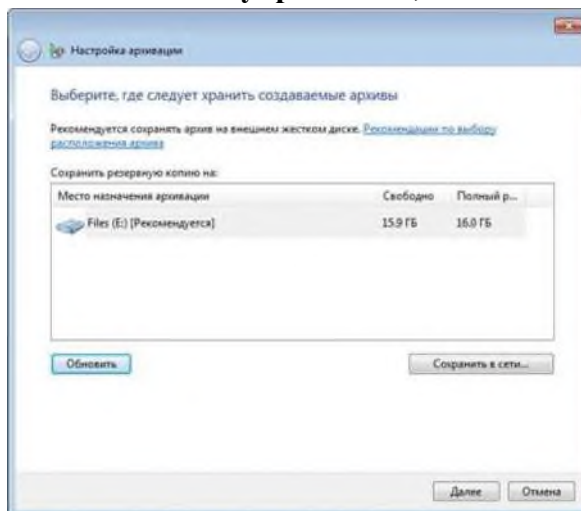 Настройка архивации
Выберите, где следует хранить создаваемые архивы
Рекомендуется сохранять архив на внешнем жестком диске. Рекомендации по выбору
расположения архива
Сохранить резервную копию на:
Место назначения архивации Свободно Полный р...
Files (E:) [Рекомендуется] 15.9 ГБ 16.0 ГБ
Обновить Сохранить в сети...
Далее Отмена